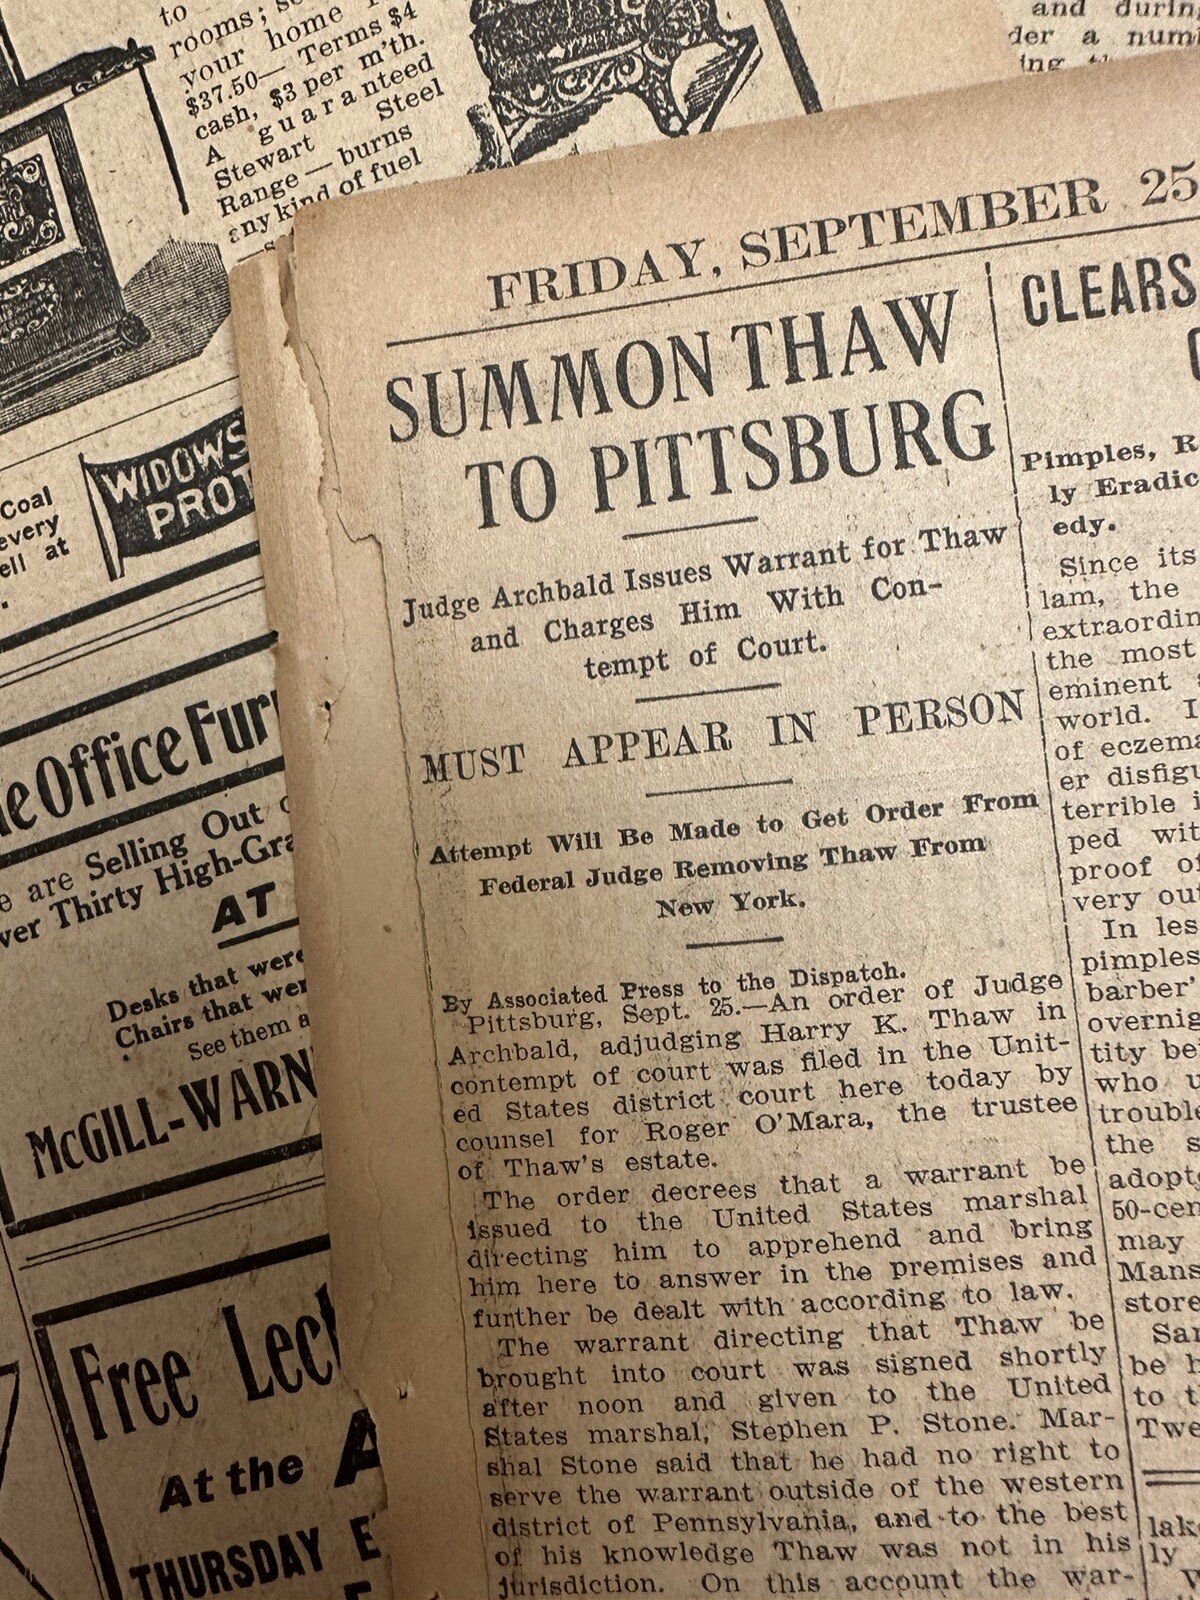 to
rooms;
your home
$37.50— Terms $4
cash, $3 per m'th.
A guaranteed
Stewart Steel
Range — burns
any kind of fuel
Coal
every
at
WIDOWS
PROT
Office Fur
are Selling Out
Thirty High-Gra
AT
Desks that were
Chairs that wer
See them a
McGILL-WARN
Free Lect
At the A
THURSDAY E
and during
der a num
ing
FRIDAY, SEPTEMBER 25
SUMMON THAW
TO PITTSBURG
Judge Archbald Issues Warrant for Thaw
and Charges Him With Con-
tempt of Court.
MUST APPEAR IN PERSON
Attempt Will Be Made to Get Order From
Federal Judge Removing Thaw From
New York.
By Associated Press to the Dispatch.
Pittsburg, Sept. 25.—An order of Judge
Archbald, adjudging Harry K. Thaw in
contempt of court was filed in the Unit-
ed States district court here today by
counsel for Roger O'Mara, the trustee
of Thaw's estate.
The order decrees that a warrant be
issued to the United States marshal
directing him to apprehend and bring
him here to answer in the premises and
further be dealt with according to law.
The warrant directing that Thaw be
brought into court was signed shortly
after noon and given to the United
States marshal, Stephen P. Stone. Mar-
shal Stone said that he had no right to
serve the warrant outside of the western
district of Pennsylvania, and to the best
of his knowledge Thaw was not in his
jurisdiction. On this account the war-
CLEARS
Pimples, R
ly Eradic
edy.
Since its
lam, the
extraordin
the most
eminent
world. I
of eczema
er disfigu
terrible i
ped wit
proof of
very out
In les
pimples
barber'
overnig
tity bei
who u
trouble
the s
adopte
50-cen
may
Mans
store
Sar
be h
to t
Twe
lake
ly